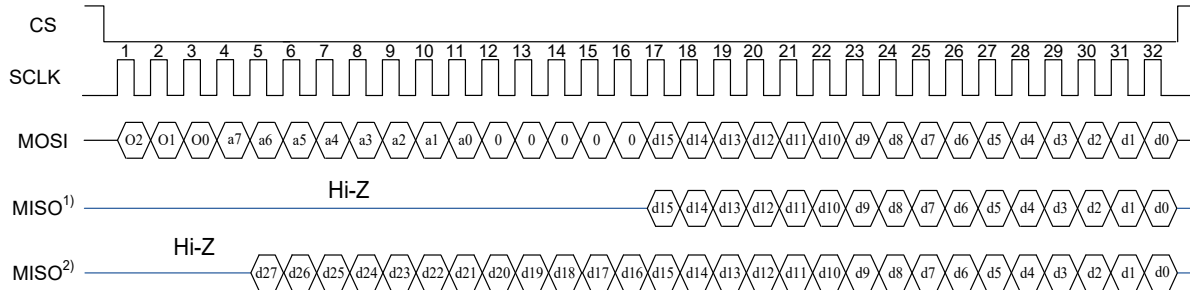 CS
1 2 3 4 5 6 7 8 9 10 11 12 13 14 15 16 17 18 19 20 21 22 23 24 25 26 27 28 29 30 31 32
SCLK
MOSI O2 O1 O0 a7 a6 a5 a4 a3 a2 a1 a0 0 0 0 0 0 d15 d14 d13 d12 d11 d10 d9 d8 d7 d6 d5 d4 d3 d2 d1 d0
Hi-Z
MISO1) d15 d14 d13 d12 d11 d10 d9 d8 d7 d6 d5 d4 d3 d2 d1 d0
Hi-Z
MISO2) d27 d26 d25 d24 d23 d22 d21 d20 d19 d18 d17 d16 d15 d14 d13 d12 d11 d10 d9 d8 d7 d6 d5 d4 d3 d2 d1 d0